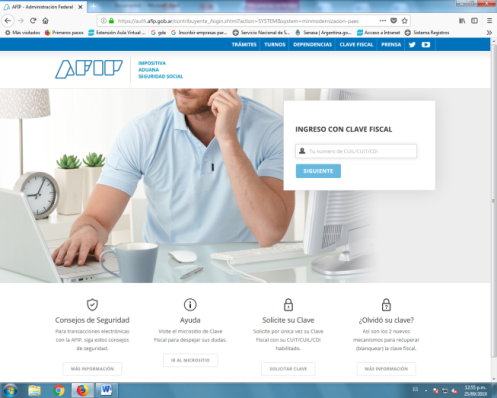 AFIP - Administración Federal
https://auth.afip.gob.ar/contribuyente_/login.xhtml?action=SYSTEM&system=
Más visitados Primeros pasos Extensión Aula Virtual ... gde Inscribir empresas par... Servicio Nacional de S... Senasa | Argentina.go... Acceso a Intranet Sistema Registros
TRÁMITES TURNOS DEPENDENCIAS CLAVE FISCAL PRENSA
AFIP
IMPOSITIVA
ADUANA
SEGURIDAD SOCIAL
INGRESO CON CLAVE FISCAL
Tu número de CUIL/CUIT/CDI
SIGUIENTE
Consejos de Seguridad
Para transacciones electrónicas
con la AFIP, siga estos consejos
de seguridad.
MÁS INFORMACIÓN
Ayuda
Visite el micrositio de Clave
Fiscal para despejar sus dudas.
IR AL MICROSITIO
Solicite su Clave
Solicite por única vez su Clave
Fiscal con su CUIT/CUIL/CDI
habilitado.
SOLICITAR CLAVE
¿Olvidó su clave?
Así son los 2 nuevos
mecanismos para recuperar
(blanquear) la clave fiscal.
MÁS INFORMACIÓN
ES
12:55 p.m.
25/09/2019